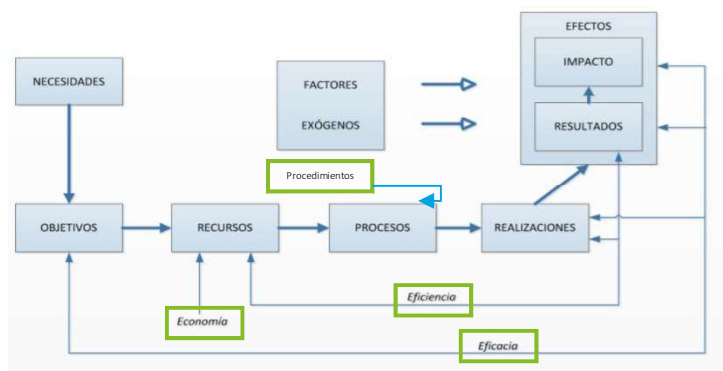 EFECTOS
IMPACTO
NECESIDADES
FACTORES
EXÓGENOS
RESULTADOS
Procedimientos
OBJETIVOS
RECURSOS
PROCESOS
REALIZACIONES
Eficiencia
Economía
Eficacia